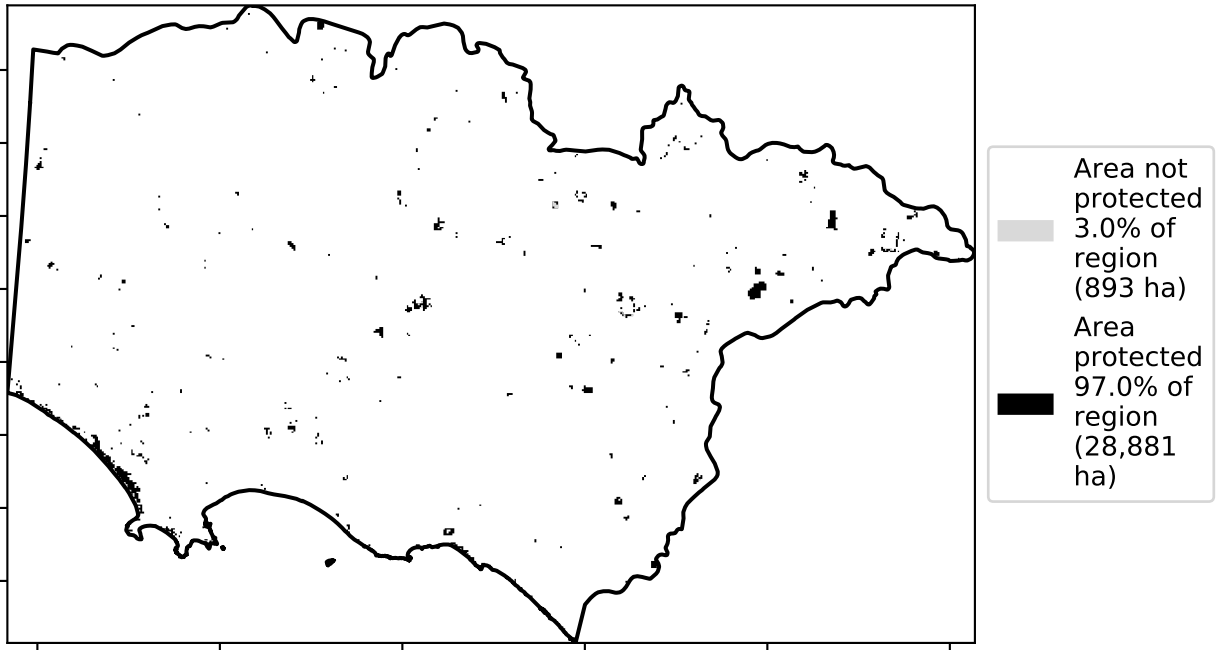 Area not
protected
3.0% of
region
(893 ha)
Area
protected
97.0% of
region
(28,881
ha)